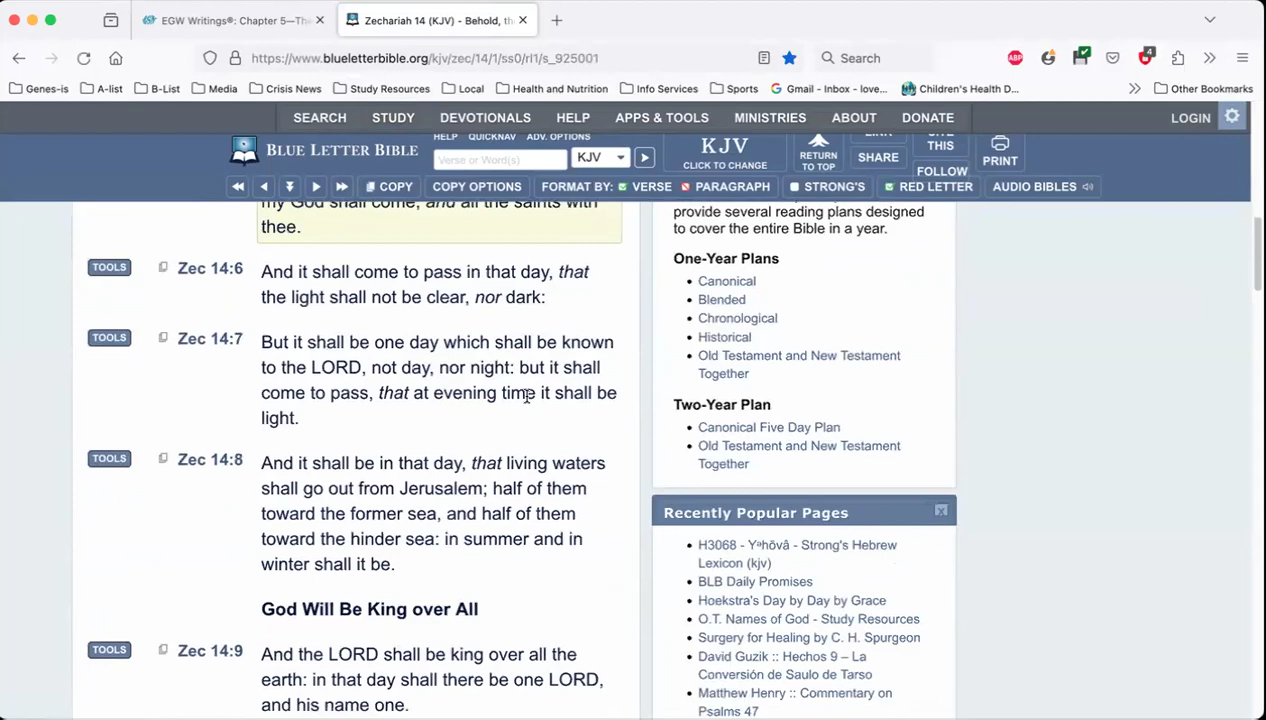 EGW Writings®: Chapter 5—The
Zechariah 14 (KJV) - Behold, th
https://www.blueletterbible.org/kjv/zec/14/1/ss0/rl1/s_925001
Search
ABP
4
Genes-is
A-list
B-List
Media
Crisis News
Study Resources
Local
Health and Nutrition
Info Services
Sports
Gmail - Inbox - love...
Children's Health D...
Other Bookmarks
SEARCH STUDY DEVOTIONALS HELP APPS & TOOLS MINISTRIES ABOUT DONATE LOGIN
BLUE LETTER BIBLE
HELP QUICKNAV ADV. OPTIONS
Verse or Word(s)
KJV
KJV
CLICK TO CHANGE
RETURN
TO TOP
LINK
SHARE
CITE
THIS
FOLLOW
PRINT
COPY COPY OPTIONS FORMAT BY: VERSE PARAGRAPH STRONG'S RED LETTER AUDIO BIBLES
my God shall come, and all the saints with
thee.
TOOLS Zec 14:6 And it shall come to pass in that day, that
the light shall not be clear, nor dark:
TOOLS Zec 14:7 But it shall be one day which shall be known
to the LORD, not day, nor night: but it shall
come to pass, that at evening time it shall be
light.
TOOLS Zec 14:8 And it shall be in that day, that living waters
shall go out from Jerusalem; half of them
toward the former sea, and half of them
toward the hinder sea: in summer and in
winter shall it be.
God Will Be King over All
TOOLS Zec 14:9 And the LORD shall be king over all the
earth: in that day shall there be one LORD,
and his name one.
provide several reading plans designed
to cover the entire Bible in a year.
One-Year Plans
Canonical
Blended
Chronological
Historical
Old Testament and New Testament
Together
Two-Year Plan
Canonical Five Day Plan
Old Testament and New Testament
Together
Recently Popular Pages
H3068 - Yᵊhōvâ - Strong's Hebrew
Lexicon (kjv)
BLB Daily Promises
Hoekstra's Day by Day by Grace
O.T. Names of God - Study Resources
Surgery for Healing by C. H. Spurgeon
David Guzik :: Hechos 9 – La
Conversión de Saulo de Tarso
Matthew Henry :: Commentary on
Psalms 47